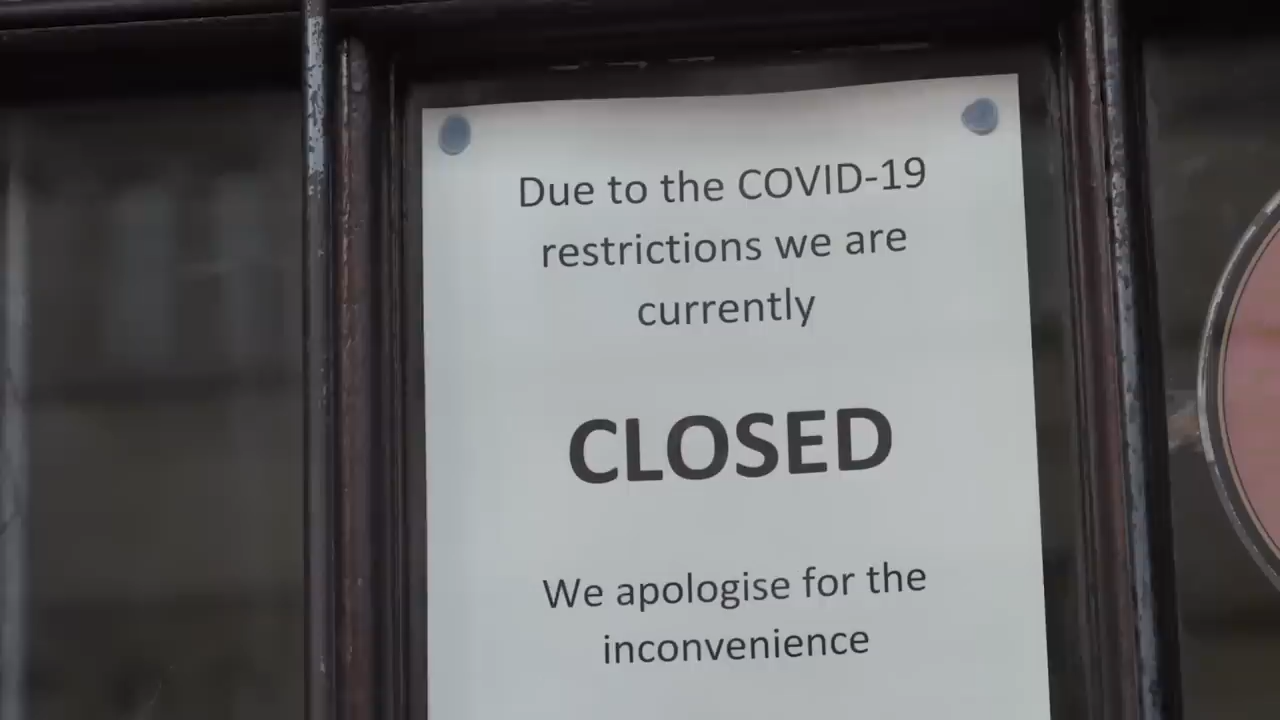 Due to the COVID-19
restrictions we are
currently
CLOSED
We apologise for the
inconvenience